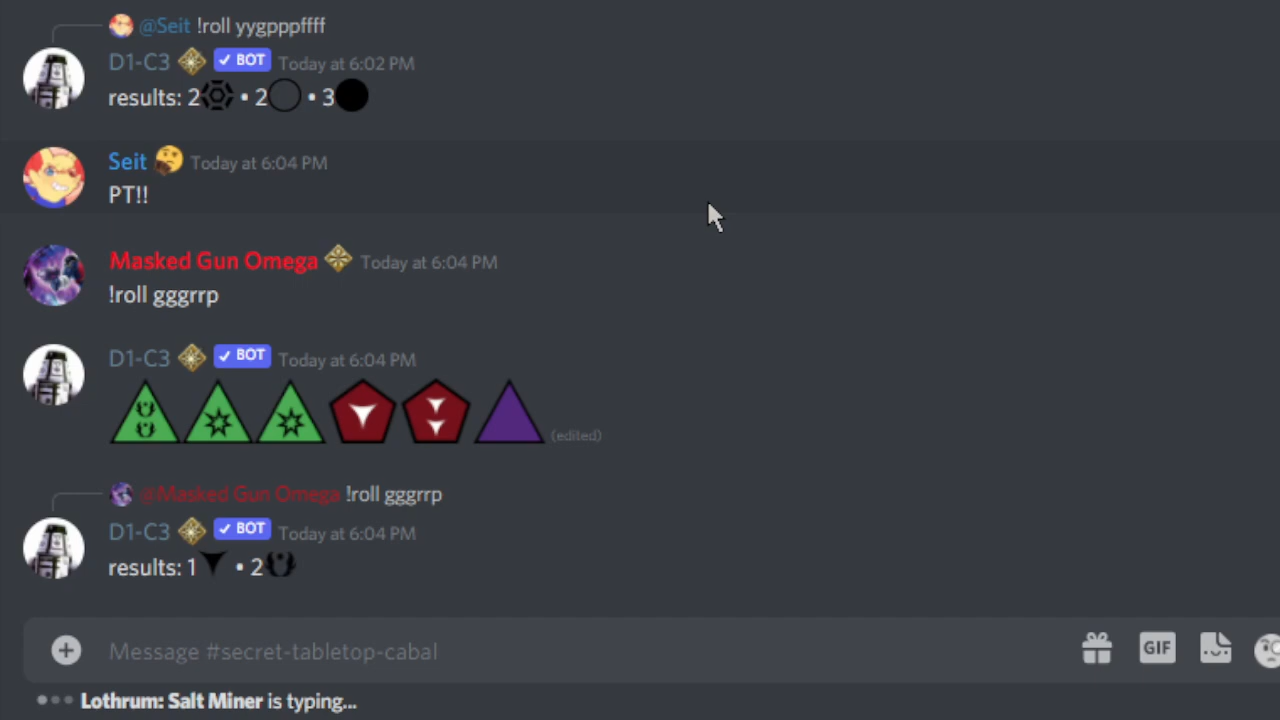 @Seit !roll yygpppffff
D1-C3 ✓ BOT Today at 6:02 PM
results: 2 • 2 • 3
Seit Today at 6:04 PM
PT!!
Masked Gun Omega Today at 6:04 PM
!roll gggrrp
D1-C3 ✓ BOT Today at 6:04 PM
(edited)
@Masked Gun Omega !roll gggrrp
D1-C3 ✓ BOT Today at 6:04 PM
results: 1 • 2
Message #secret-tabletop-cabal
GIF
Lothrum: Salt Miner is typing...